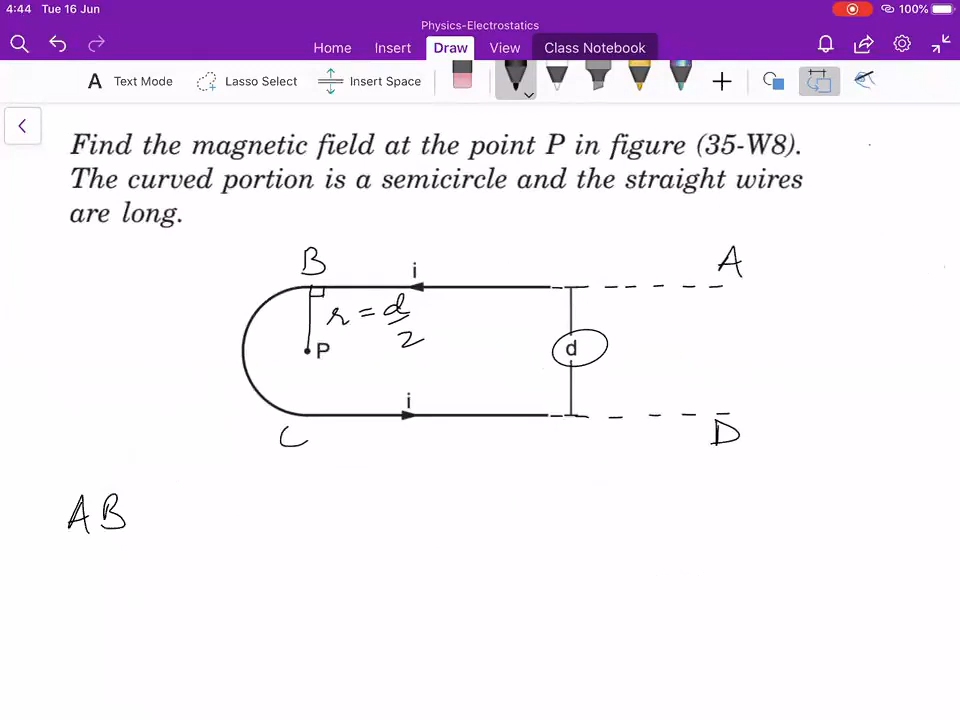 4:44 Tue 16 Jun 100%
Physics-Electrostatics
Home Insert Draw View Class Notebook
A Text Mode Lasso Select Insert Space
Find the magnetic field at the point P in figure (35-W8).
The curved portion is a semicircle and the straight wires
are long.
B i A
r = d/2
P d
i
C D
AB